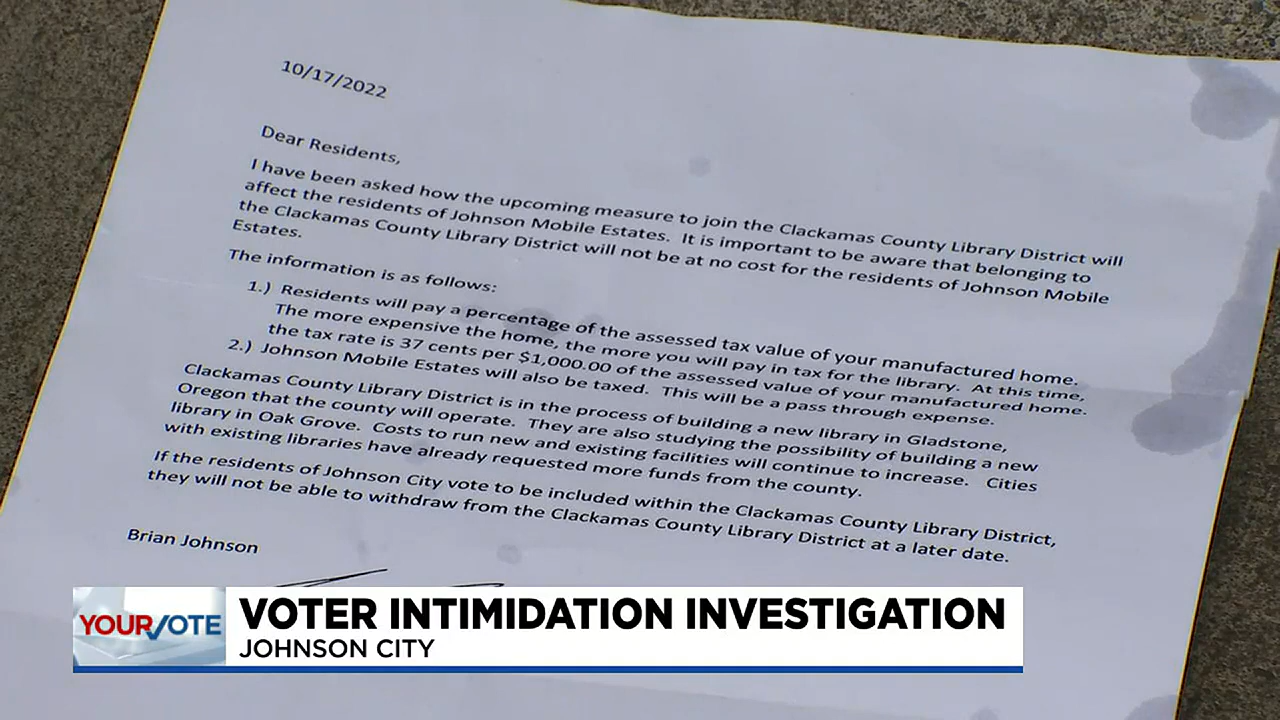 10/17/2022
Dear Residents,
I have been asked how the upcoming measure to join the Clackamas County Library District will
affect the residents of Johnson Mobile Estates. It is important to be aware that belonging to
the Clackamas County Library District will not be at no cost for the residents of Johnson Mobile
Estates.
The information is as follows:
1.) Residents will pay a percentage of the assessed tax value of your manufactured home.
The more expensive the home, the more you will pay in tax for the library. At this time,
the tax rate is 37 cents per $1,000.00 of the assessed value of your manufactured home.
2.) Johnson Mobile Estates will also be taxed. This will be a pass through expense.
Clackamas County Library District is in the process of building a new library in Gladstone,
Oregon that the county will operate. They are also studying the possibility of building a new
library in Oak Grove. Costs to run new and existing facilities will continue to increase. Cities
with existing libraries have already requested more funds from the county.
If the residents of Johnson City vote to be included within the Clackamas County Library District,
they will not be able to withdraw from the Clackamas County Library District at a later date.
Brian Johnson
YOUR VOTE
VOTER INTIMIDATION INVESTIGATION
JOHNSON CITY